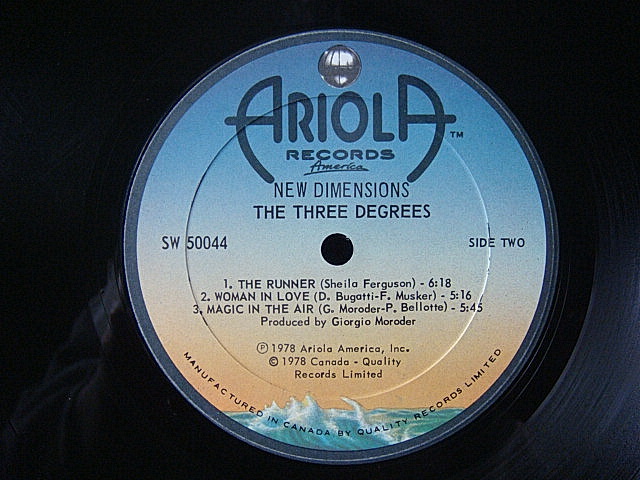 ARIOLA TM
RECORDS
America
NEW DIMENSIONS
THE THREE DEGREES
SW 50044
SIDE TWO
1. THE RUNNER (Sheila Ferguson) - 6:18
2. WOMAN IN LOVE (D. Bugatti-F. Musker) - 5:16
3. MAGIC IN THE AIR (G. Moroder-P. Bellotte) - 5:45
Produced by Giorgio Moroder
℗ 1978 Ariola America, Inc.
© 1978 Canada - Quality
Records Limited
MANUFACTURED IN CANADA BY QUALITY RECORDS LIMITED